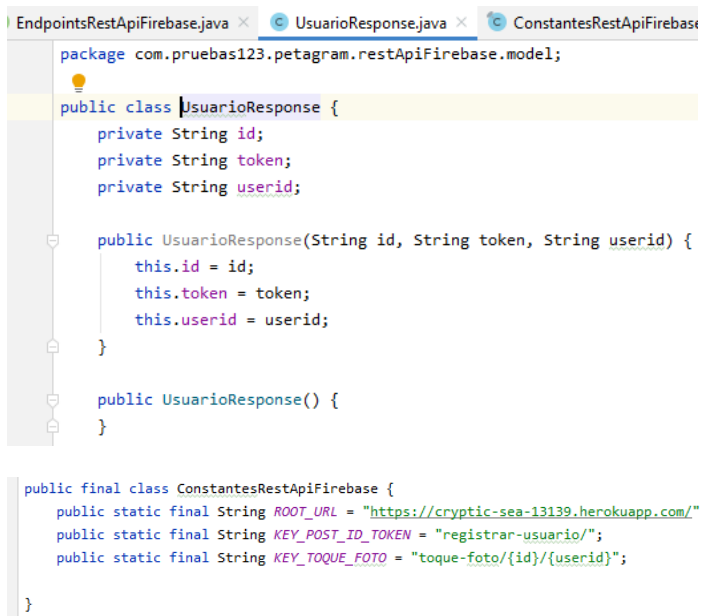 EndpointsRestApiFirebase.java × UsuarioResponse.java × ConstantesRestApiFirebase
package com.pruebas123.petagram.restApiFirebase.model;
public class UsuarioResponse {
private String id;
private String token;
private String userid;
public UsuarioResponse(String id, String token, String userid) {
this.id = id;
this.token = token;
this.userid = userid;
}
public UsuarioResponse() {
}
public final class ConstantesRestApiFirebase {
public static final String ROOT_URL = "https://cryptic-sea-13139.herokuapp.com/"
public static final String KEY_POST_ID_TOKEN = "registrar-usuario/";
public static final String KEY_TOQUE_FOTO = "toque-foto/{id}/{userid}";
}